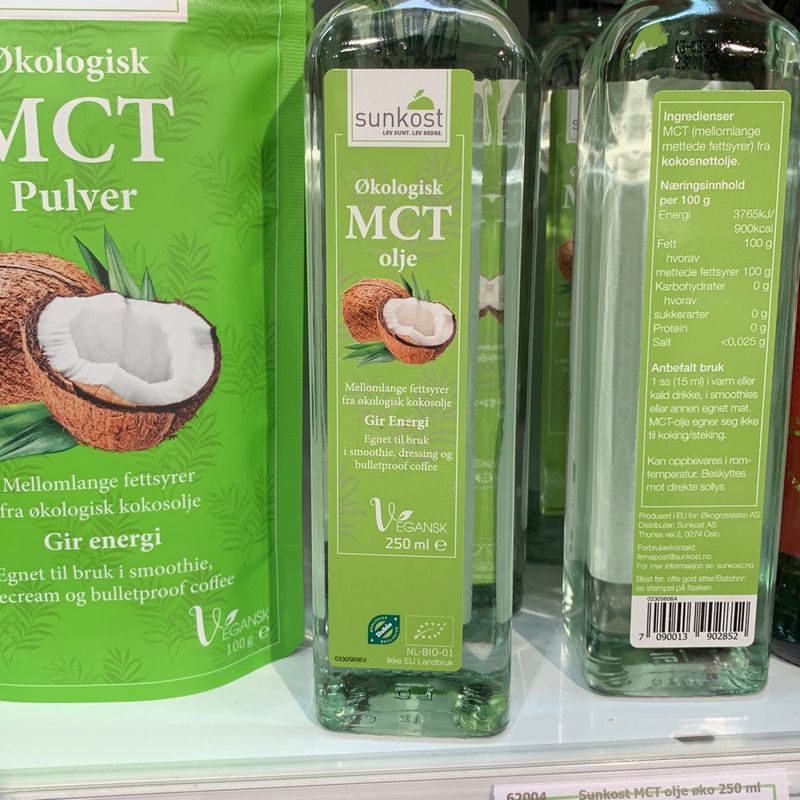 Økologisk
MCT
Pulver
Mellomlange fettsyrer
fra økologisk kokosolje
Gir energi
Egnet til bruk i smoothie,
icecream og bulletproof coffee
VEGANSK
100 g e
sunkost
LEV SUNT. LEV BEDRE.
Økologisk
MCT
olje
Mellomlange fettsyrer
fra økologisk kokosolje
Gir Energi
Egnet til bruk
i smoothie, dressing og
bulletproof coffee
VEGANSK
250 ml e
ØKOLOGISK
Debio
NL-BIO-01
Ikke EU Landbruk
03305606V
Ingredienser
MCT (mellomlange
mettede fettsyrer) fra
kokosnøttolje.
Næringsinnhold
per 100 g
Energi 3765kJ/
900kcal
Fett 100 g
hvorav
mettede fettsyrer 100 g
Karbohydrater 0 g
hvorav
sukkerarter 0 g
Protein 0 g
Salt <0,025 g
Anbefalt bruk
1 ss (15 ml) i varm eller
kald drikke, i smoothies
eller annen egnet mat.
MCT-olje egner seg ikke
til koking/steking.
Kan oppbevares i rom-
temperatur. Beskyttes
mot direkte sollys
Produsert i EU for: Økogrossisten AS
Distributør: Sunkost AS
Thunes vei 2, 0274 Oslo
Forbrukerkontakt:
firmapost@sunkost.no
For mer informasjon se: sunkost.no
Best før, ofte god etter/Batchnr:
se stempel på flasken
03305606A
7 090013 902852
62004 Sunkost MCT olje øko 250 ml